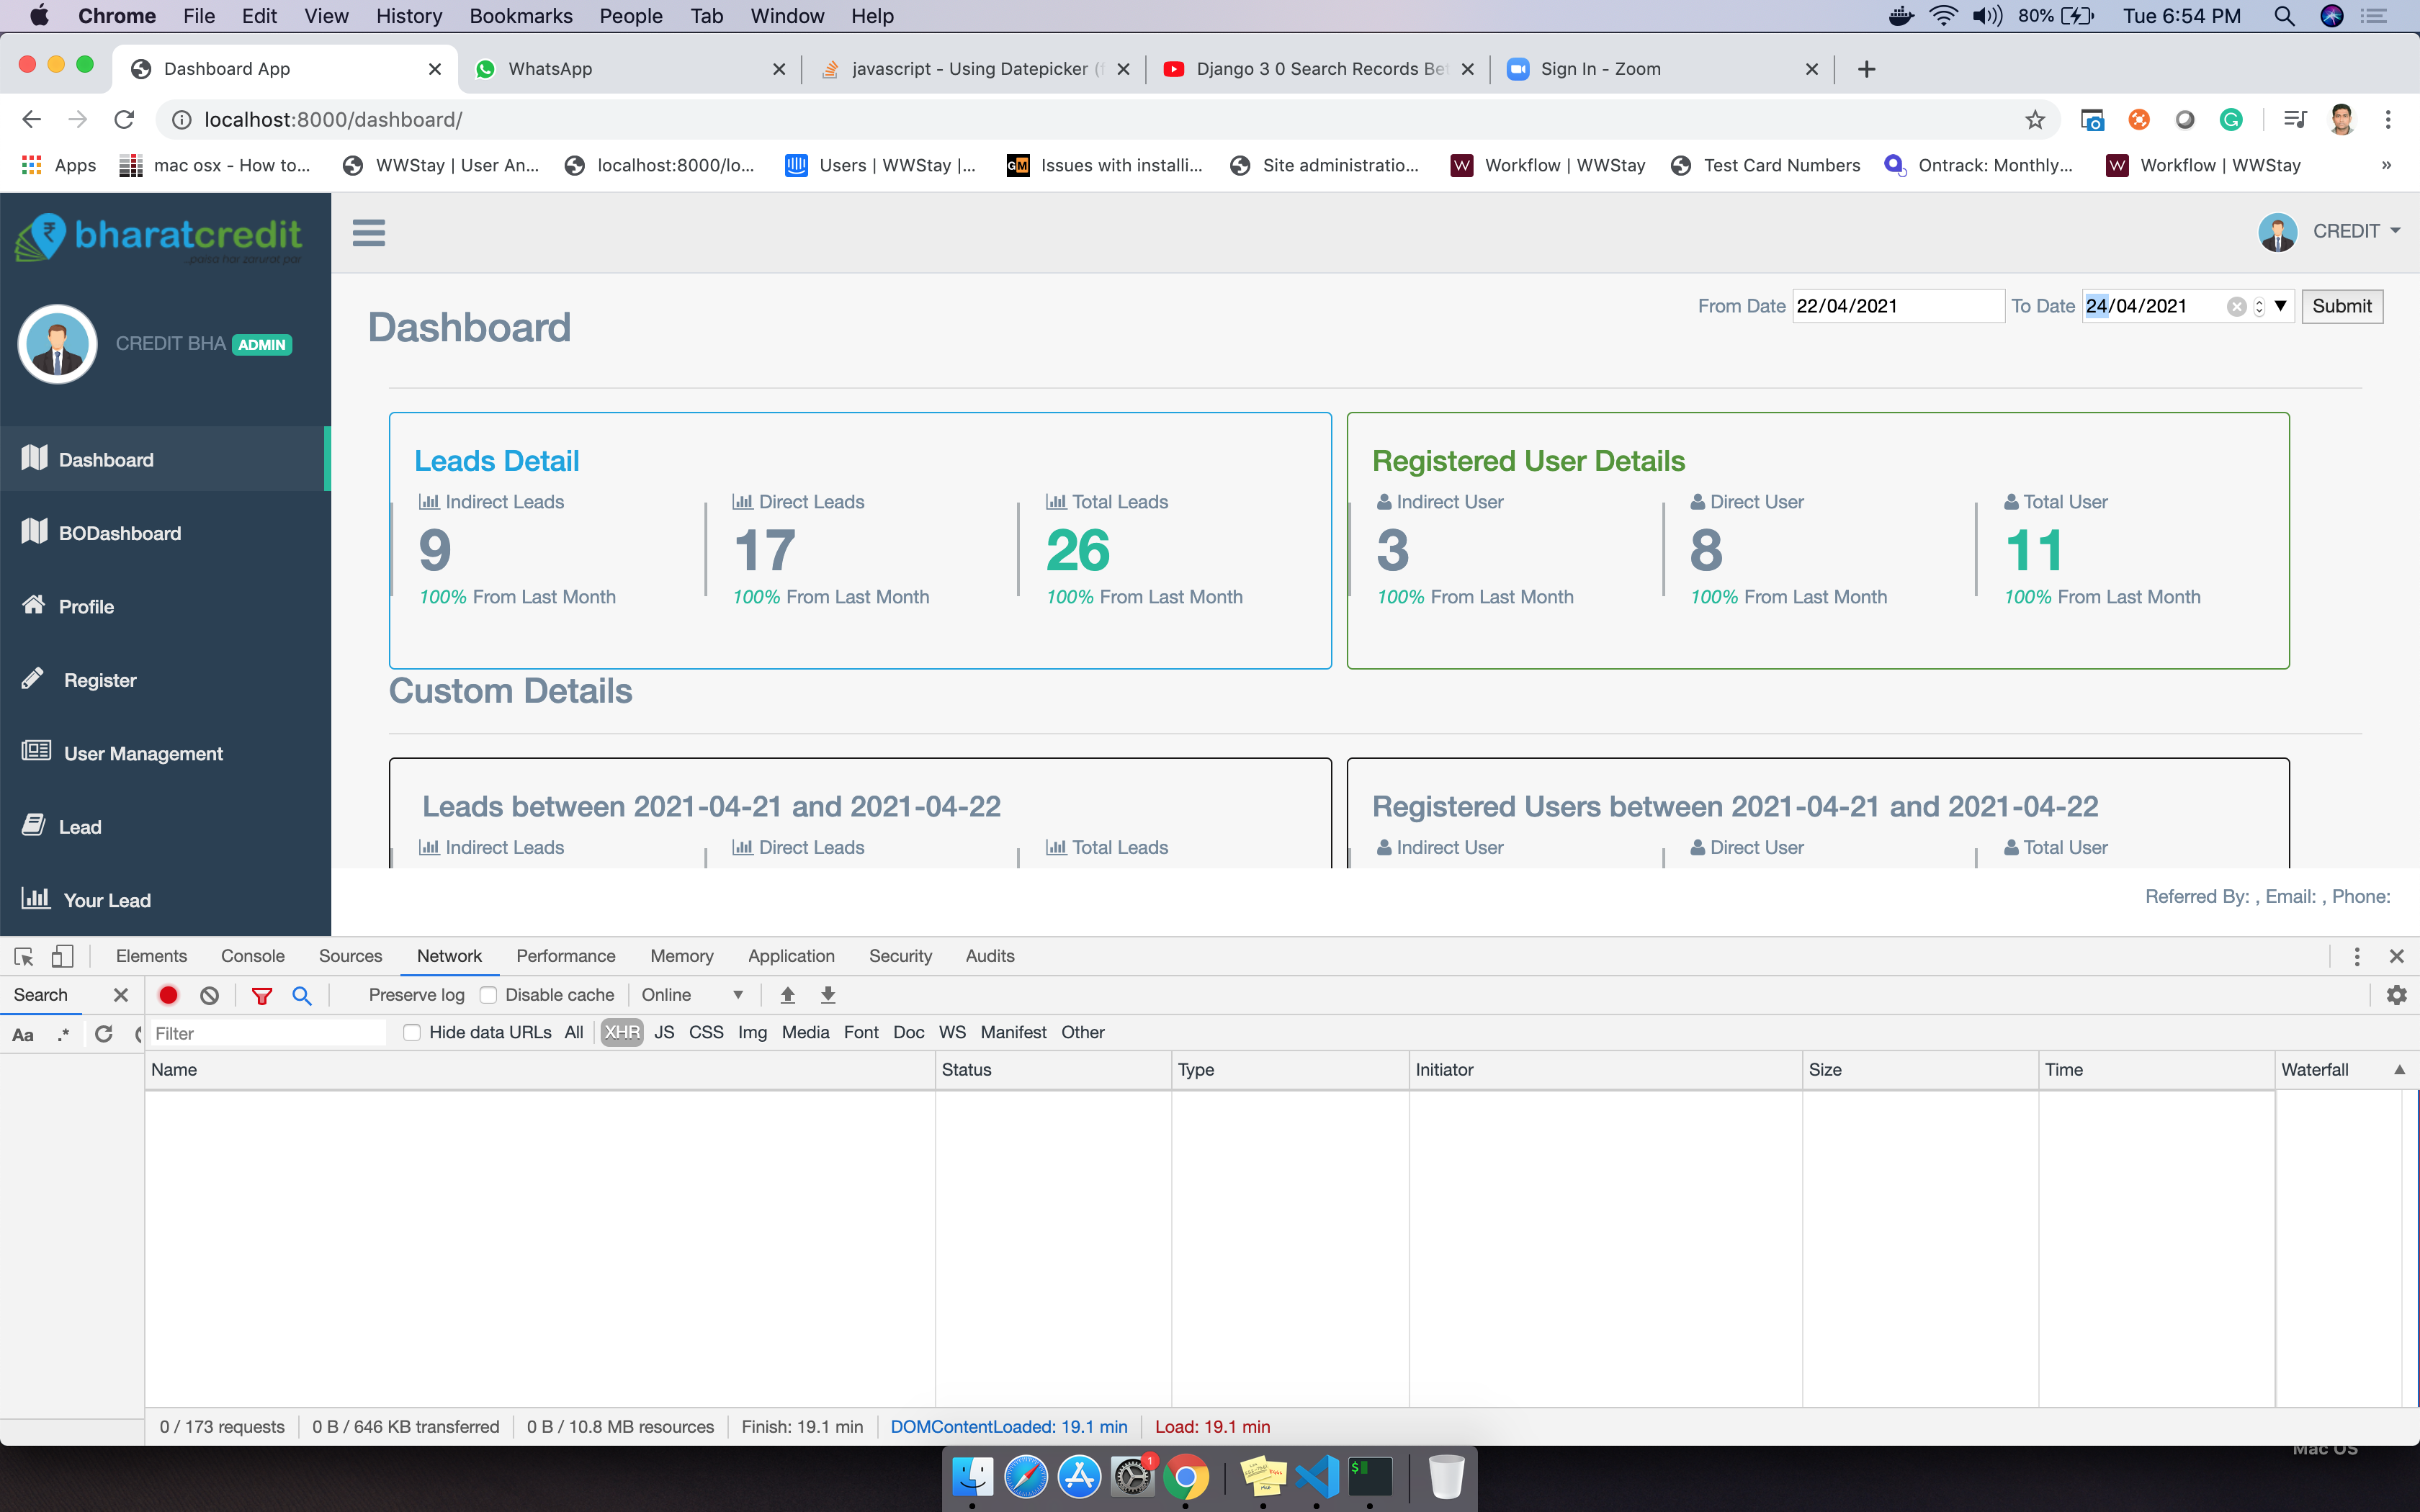 Chrome File Edit View History Bookmarks People Tab Window Help 80% Tue 6:54 PM
Dashboard App WhatsApp javascript - Using Datepicker Django 3 0 Search Records Be Sign In - Zoom
localhost:8000/dashboard/
Apps mac osx - How to... WWStay | User An... localhost:8000/lo... Users | WWStay |... GM Issues with installi... Site administratio... W Workflow | WWStay Test Card Numbers Ontrack: Monthly... W Workflow | WWStay »
bharatcredit
...paisa har zarurat par
CREDIT
CREDIT BHA ADMIN
Dashboard
BODashboard
Profile
Register
User Management
Lead
Your Lead
Dashboard
From Date 22/04/2021 To Date 24/04/2021 Submit
Leads Detail
Indirect Leads Direct Leads Total Leads
9 17 26
100% From Last Month 100% From Last Month 100% From Last Month
Registered User Details
Indirect User Direct User Total User
3 8 11
100% From Last Month 100% From Last Month 100% From Last Month
Custom Details
Leads between 2021-04-21 and 2021-04-22
Indirect Leads Direct Leads Total Leads
Registered Users between 2021-04-21 and 2021-04-22
Indirect User Direct User Total User
Referred By: , Email: , Phone:
Elements Console Sources Network Performance Memory Application Security Audits
Search Preserve log Disable cache Online
Aa .* Filter Hide data URLs All XHR JS CSS Img Media Font Doc WS Manifest Other
Name Status Type Initiator Size Time Waterfall
0 / 173 requests 0 B / 646 KB transferred 0 B / 10.8 MB resources Finish: 19.1 min DOMContentLoaded: 19.1 min Load: 19.1 min
Mac OS
1
$